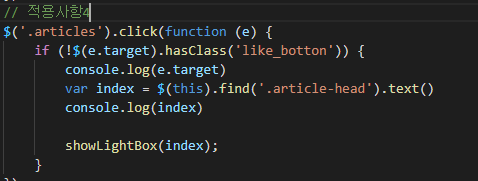 // 적용사항4
$('.articles').click(function (e) {
if (!$(e.target).hasClass('like_botton')) {
console.log(e.target)
var index = $(this).find('.article-head').text()
console.log(index)
showLightBox(index);
}